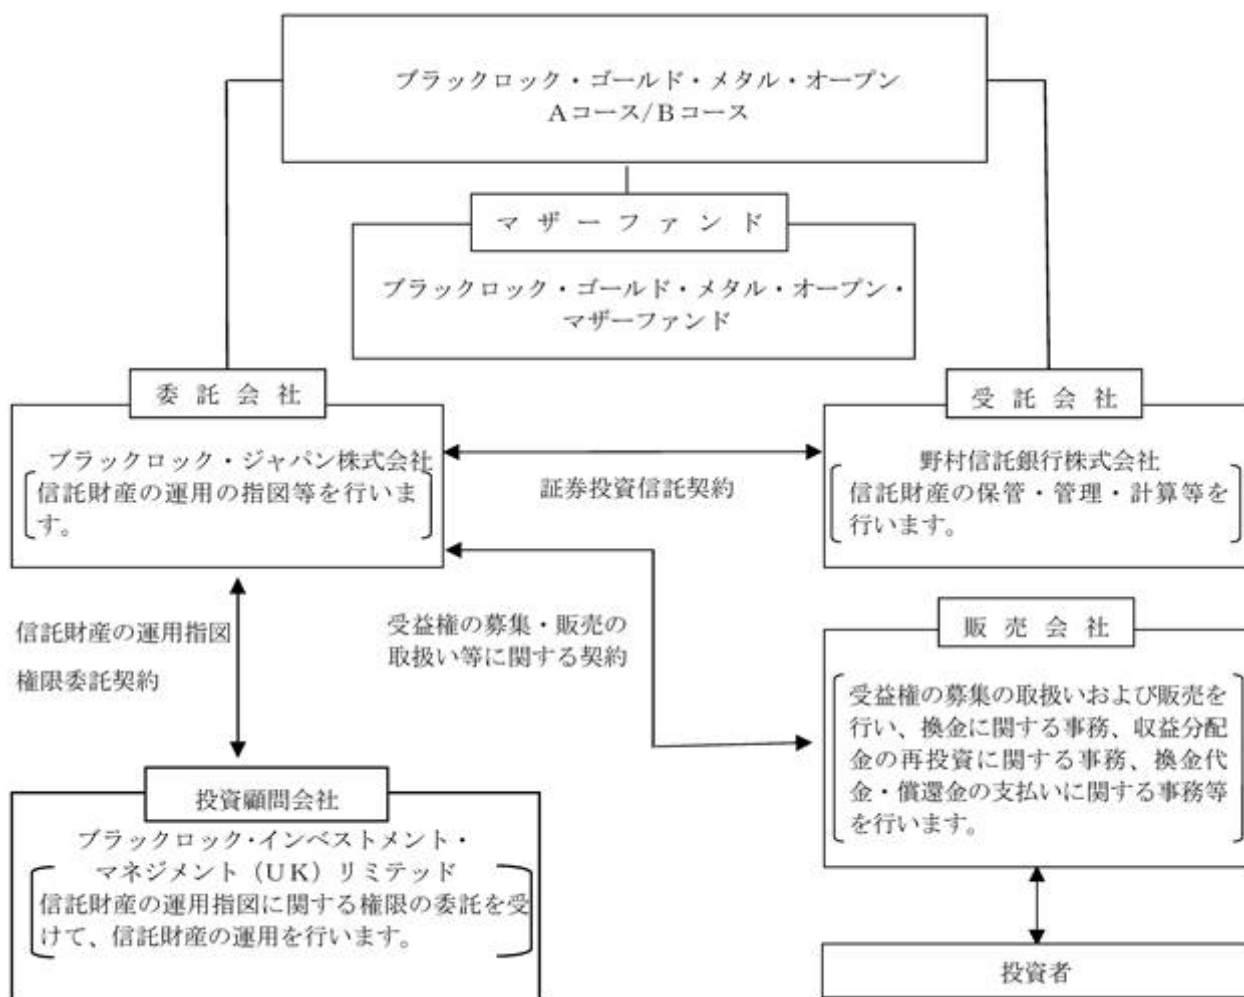 ブラックロック・ゴールド・メタル・オープン
Aコース/Bコース
マザーファンド
ブラックロック・ゴールド・メタル・オープン・
マザーファンド
委託会社
ブラックロック・ジャパン株式会社
信託財産の運用の指図等を行いま
す。
証券投資信託契約
受託会社
野村信託銀行株式会社
信託財産の保管・管理・計算等を
行います。
信託財産の運用指図
権限委託契約
受益権の募集・販売の
取扱い等に関する契約
販売会社
受益権の募集の取扱いおよび販売を
行い、換金に関する事務、収益分配
金の再投資に関する事務、換金代
金・償還金の支払いに関する事務等
を行います。
投資顧問会社
ブラックロック・インベストメント・
マネジメント（UK）リミテッド
信託財産の運用指図に関する権限の委託を受
けて、信託財産の運用を行います。
投資者